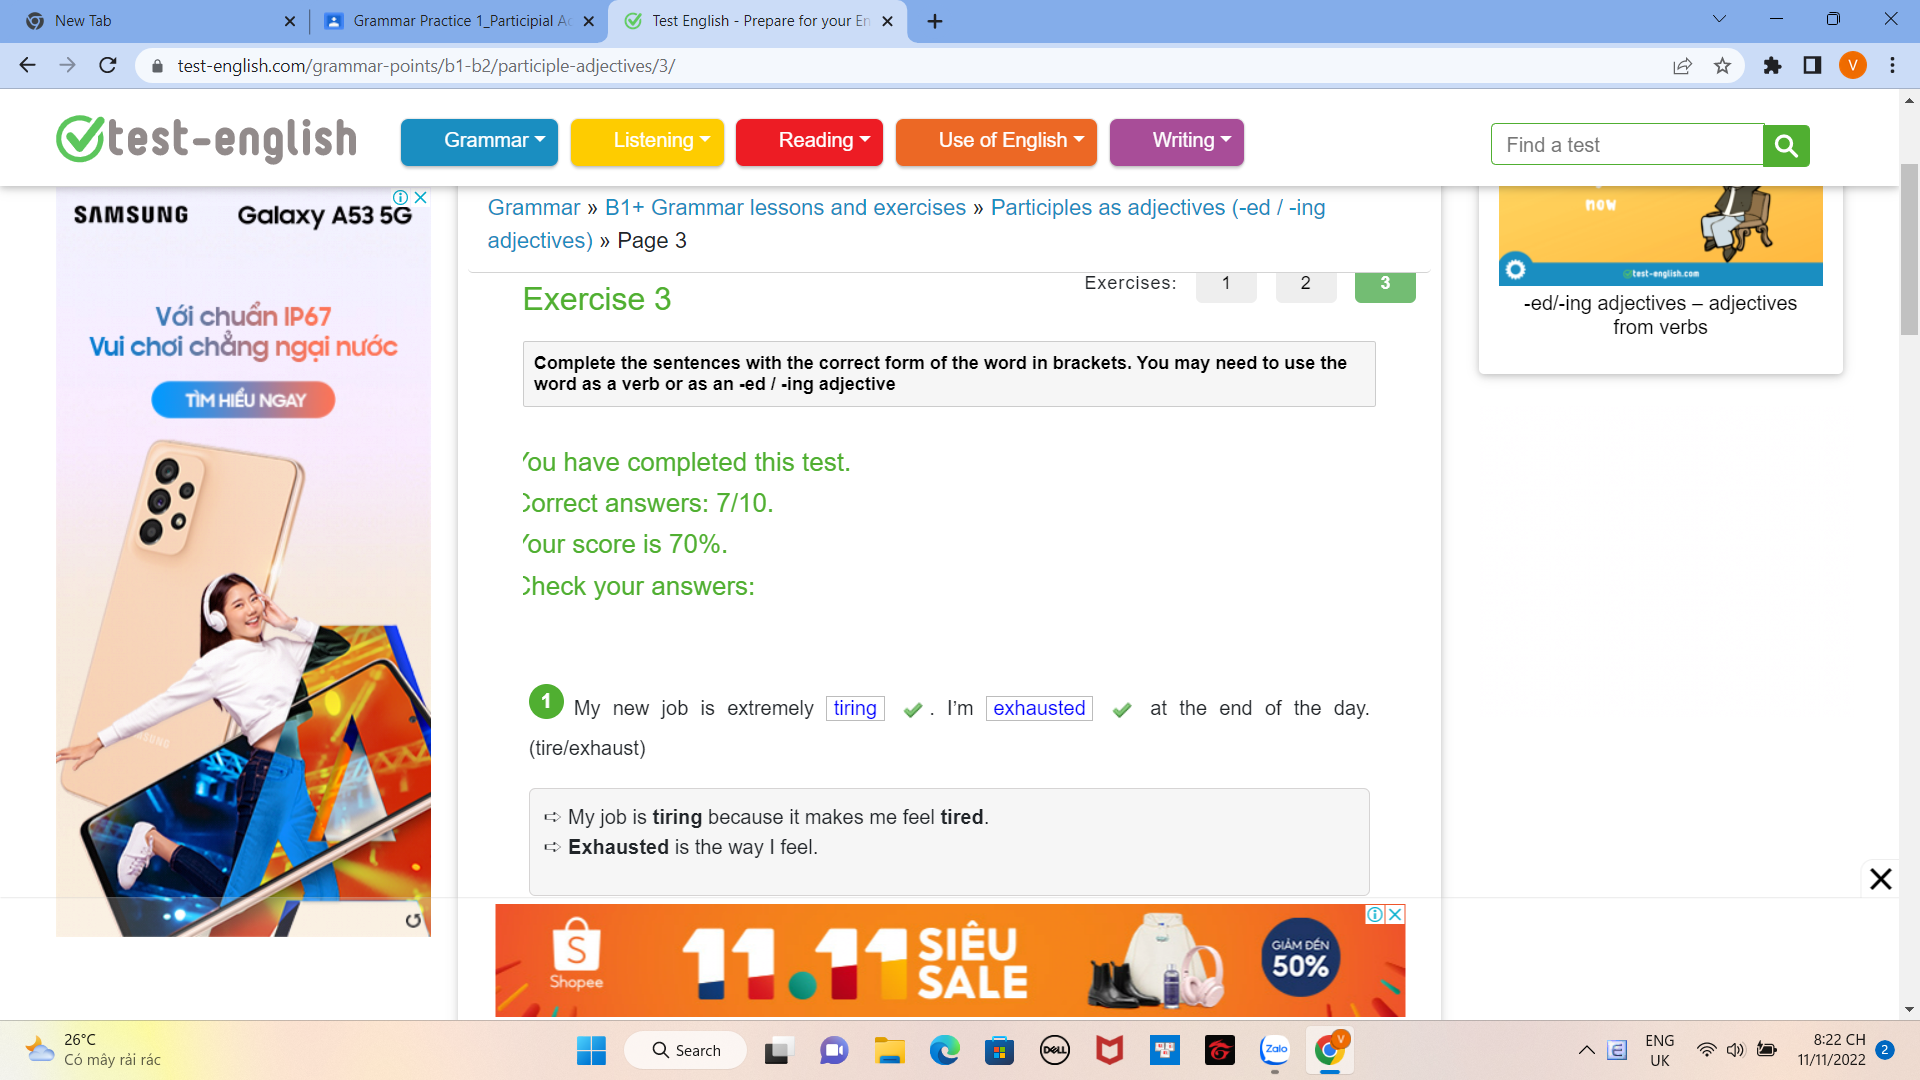 New Tab
Grammar Practice 1_Participial Ac
Test English - Prepare for your En
test-english.com/grammar-points/b1-b2/participle-adjectives/3/
V
test-english
Grammar
Listening
Reading
Use of English
Writing
Find a test
SAMSUNG Galaxy A53 5G
Với chuẩn IP67
Vui chơi chẳng ngại nước
TÌM HIỂU NGAY
SAMSUNG
Grammar » B1+ Grammar lessons and exercises » Participles as adjectives (-ed / -ing
adjectives) » Page 3
Exercises: 1 2 3
Exercise 3
Complete the sentences with the correct form of the word in brackets. You may need to use the
word as a verb or as an -ed / -ing adjective
You have completed this test.
Correct answers: 7/10.
Your score is 70%.
Check your answers:
1 My new job is extremely tiring . I'm exhausted at the end of the day.
(tire/exhaust)
➪ My job is tiring because it makes me feel tired.
➪ Exhausted is the way I feel.
now
test-english.com
-ed/-ing adjectives – adjectives
from verbs
Shopee
11.11 SIÊU
SALE
GIẢM ĐẾN
50%
26°C
Có mây rải rác
Search
DELL
Zalo
V
E
ENG
UK
8:22 CH
11/11/2022
2